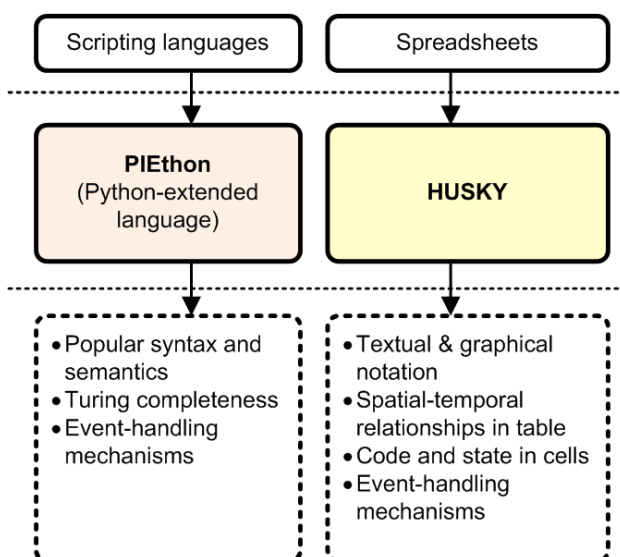 Scripting languages
Spreadsheets
PIEthon
(Python-extended
language)
HUSKY
•Popular syntax and
semantics
•Turing completeness
•Event-handling
mechanisms
•Textual & graphical
notation
•Spatial-temporal
relationships in table
•Code and state in cells
•Event-handling
mechanisms